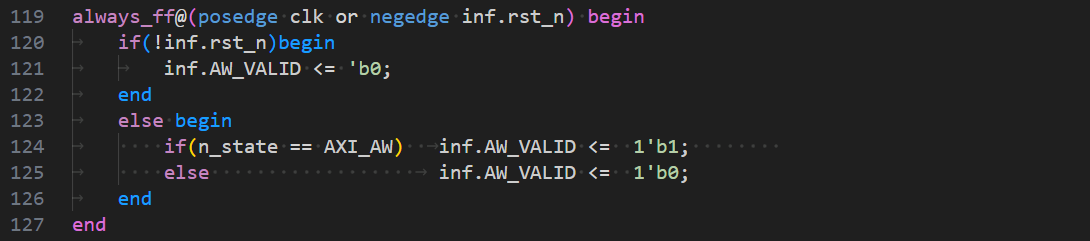 119 always_ff@(posedge clk or negedge inf.rst_n) begin
120 if(!inf.rst_n)begin
121 inf.AW_VALID <= 'b0;
122 end
123 else begin
124 if(n_state == AXI_AW) inf.AW_VALID <= 1'b1;
125 else inf.AW_VALID <= 1'b0;
126 end
127 end